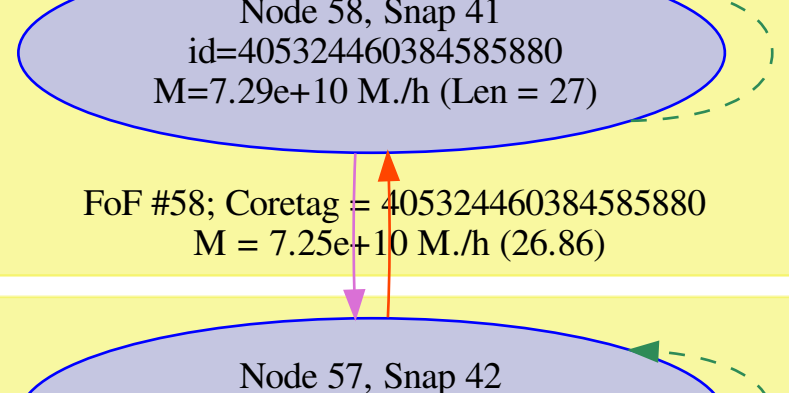 Node 58, Snap 41
id=405324460384585880
M=7.29e+10 M./h (Len = 27)
FoF #58; Coretag = 405324460384585880
M = 7.25e+10 M./h (26.86)
Node 57, Snap 42